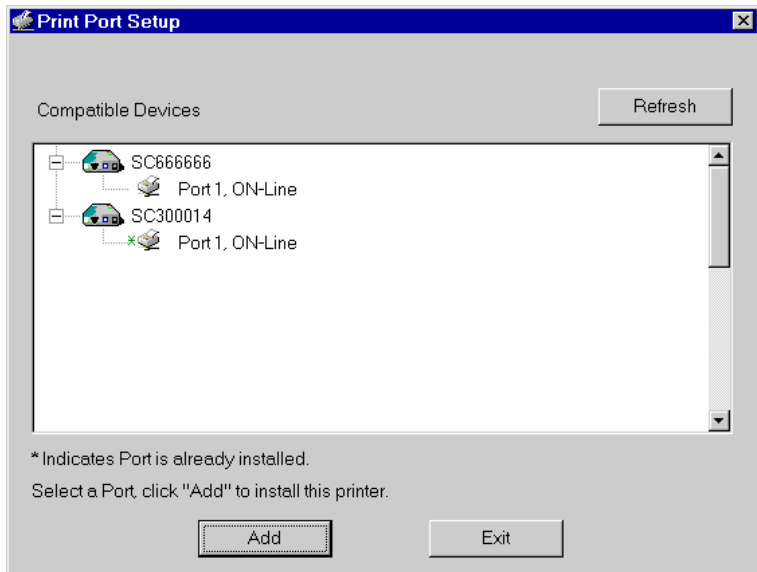 Print Port Setup
Compatible Devices
Refresh
SC666666
Port 1, ON-Line
SC300014
* Port 1, ON-Line
* Indicates Port is already installed.
Select a Port, click "Add" to install this printer.
Add
Exit